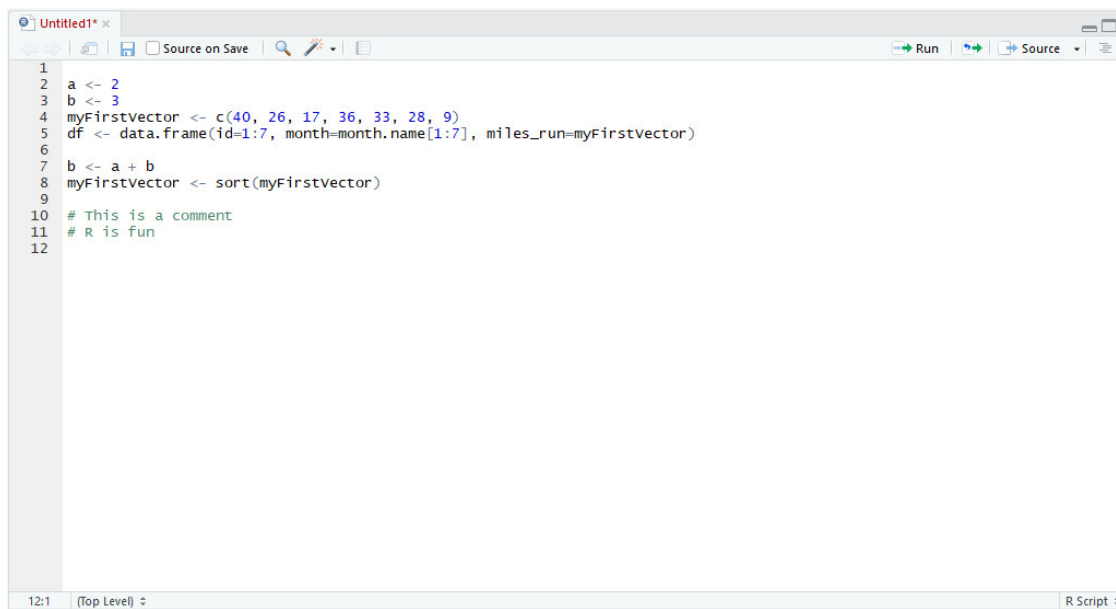 Untitled1*
Source on Save
Run
Source
1
2 a <- 2
3 b <- 3
4 myFirstVector <- c(40, 26, 17, 36, 33, 28, 9)
5 df <- data.frame(id=1:7, month=month.name[1:7], miles_run=myFirstVector)
6
7 b <- a + b
8 myFirstVector <- sort(myFirstVector)
9
10 # This is a comment
11 # R is fun
12
12:1 (Top Level) R Script